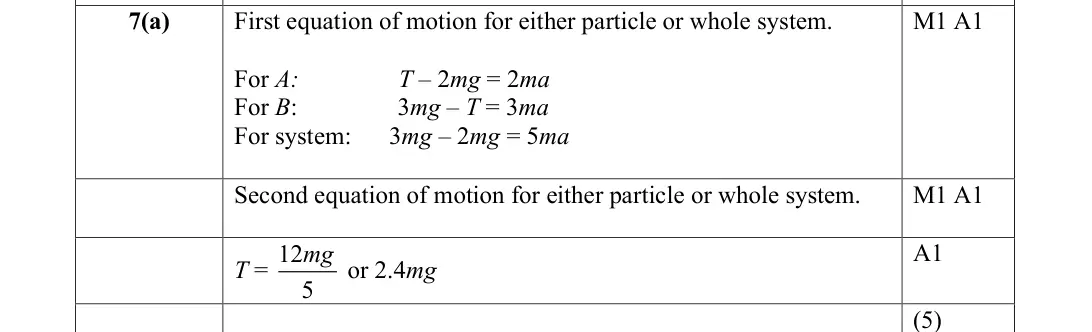 7(a) First equation of motion for either particle or whole system. M1 A1
For A: T – 2mg = 2ma
For B: 3mg – T = 3ma
For system: 3mg – 2mg = 5ma
Second equation of motion for either particle or whole system. M1 A1
T = 12mg/5 or 2.4mg A1
(5)